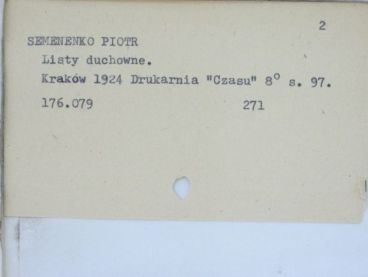 2
SEMENENKO PIOTR
Listy duchowne.
Kraków 1924 Drukarnia "Czasu" 8° s. 97.
176.079 271